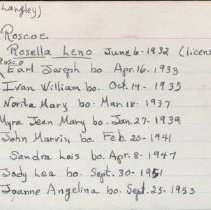 Langley)
Roscoe
Rosella Leno June 6-1932 (licens
Rosco
Earl Joseph bo. Apr. 16-1933
Ivan William bo. Oct. 14-1935
Norita Mary bo. Mar. 18-1937
Myra Jean Mary bo. Jan. 27-1939
John Marvin bo. Feb. 20-1941
Sandra Lois bo. Apr. 8-1947
Jody Lea bo. Sept. 30-1951
Joanne Angelina bo. Sept. 25-1953